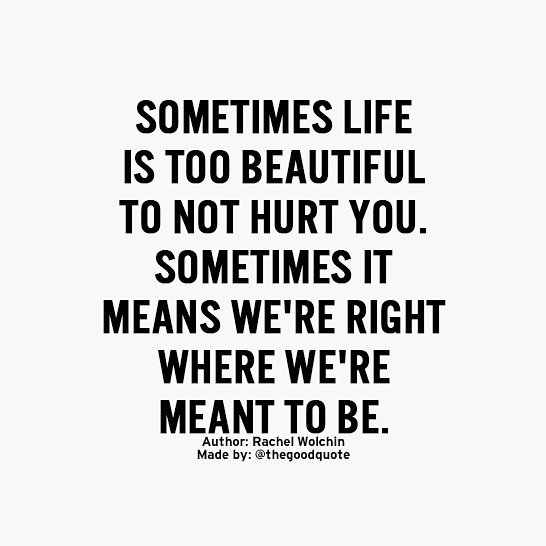 SOMETIMES LIFE
IS TOO BEAUTIFUL
TO NOT HURT YOU.
SOMETIMES IT
MEANS WE'RE RIGHT
WHERE WE'RE
MEANT TO BE.
Author: Rachel Wolchin
Made by: @thegoodquote